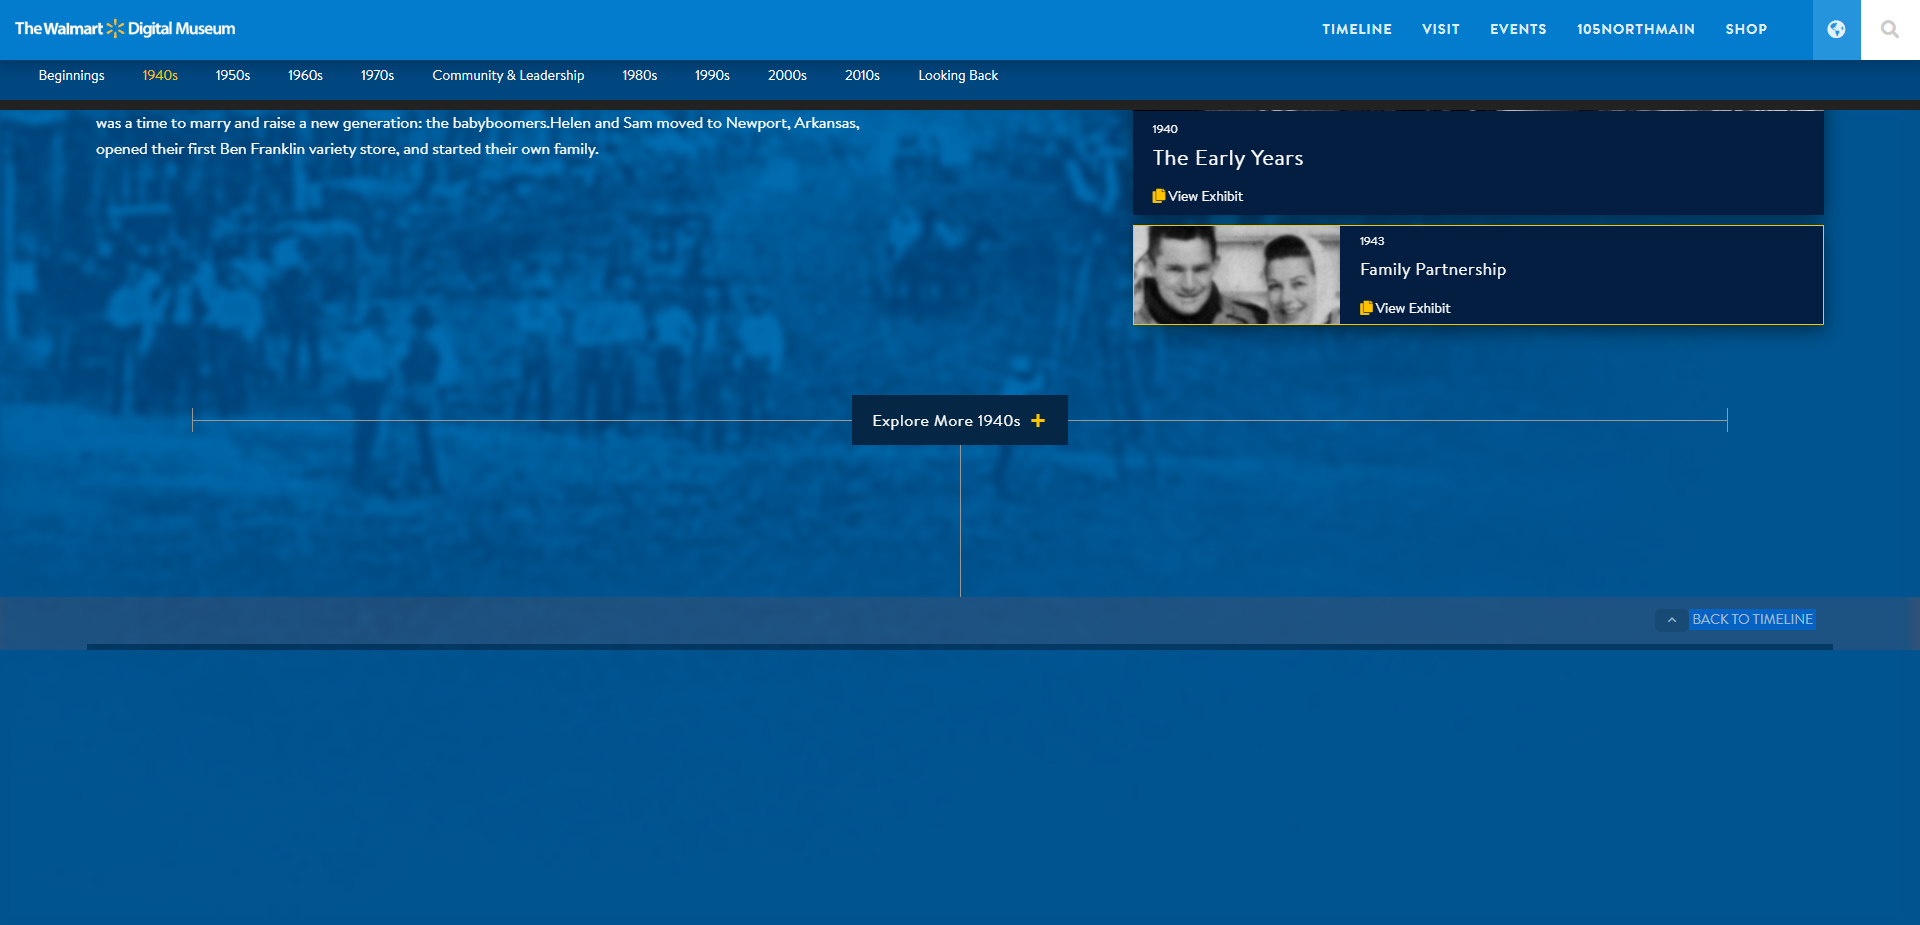 The Walmart Digital Museum
TIMELINE VISIT EVENTS 105NORTHMAIN SHOP
Beginnings 1940s 1950s 1960s 1970s Community & Leadership 1980s 1990s 2000s 2010s Looking Back
was a time to marry and raise a new generation: the babyboomers.Helen and Sam moved to Newport, Arkansas,
opened their first Ben Franklin variety store, and started their own family.
1940
The Early Years
View Exhibit
1943
Family Partnership
View Exhibit
Explore More 1940s +
BACK TO TIMELINE